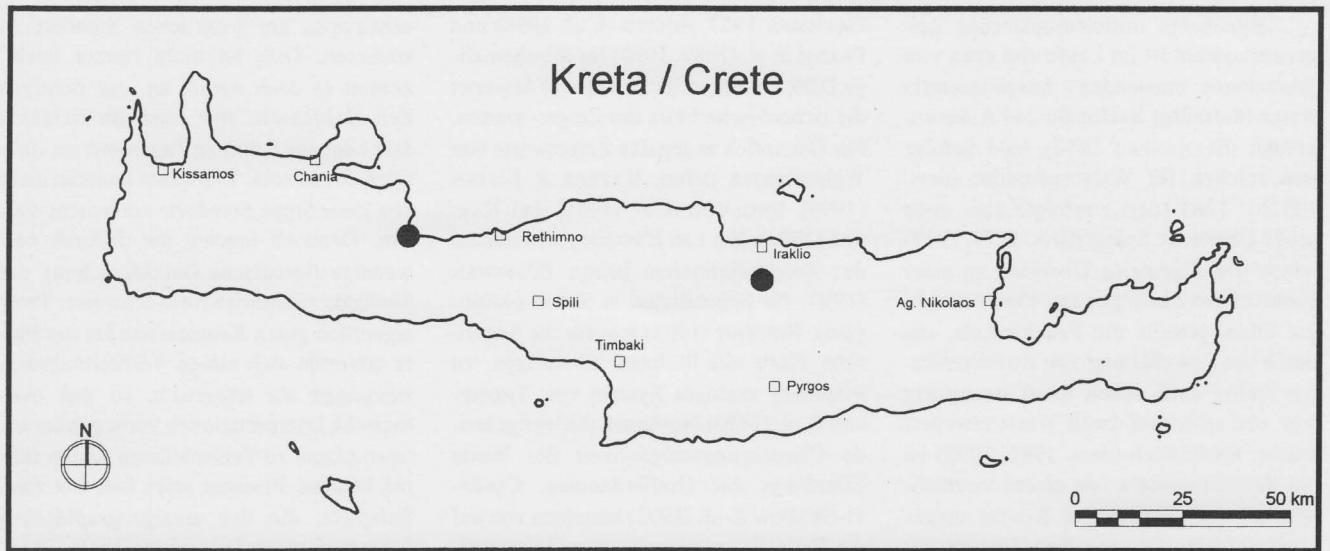 Kreta / Crete
Kissamos
Chania
Rethimno
Iraklio
Spili
Ag. Nikolaos
Timbaki
Pyrgos
N
0 25 50 km